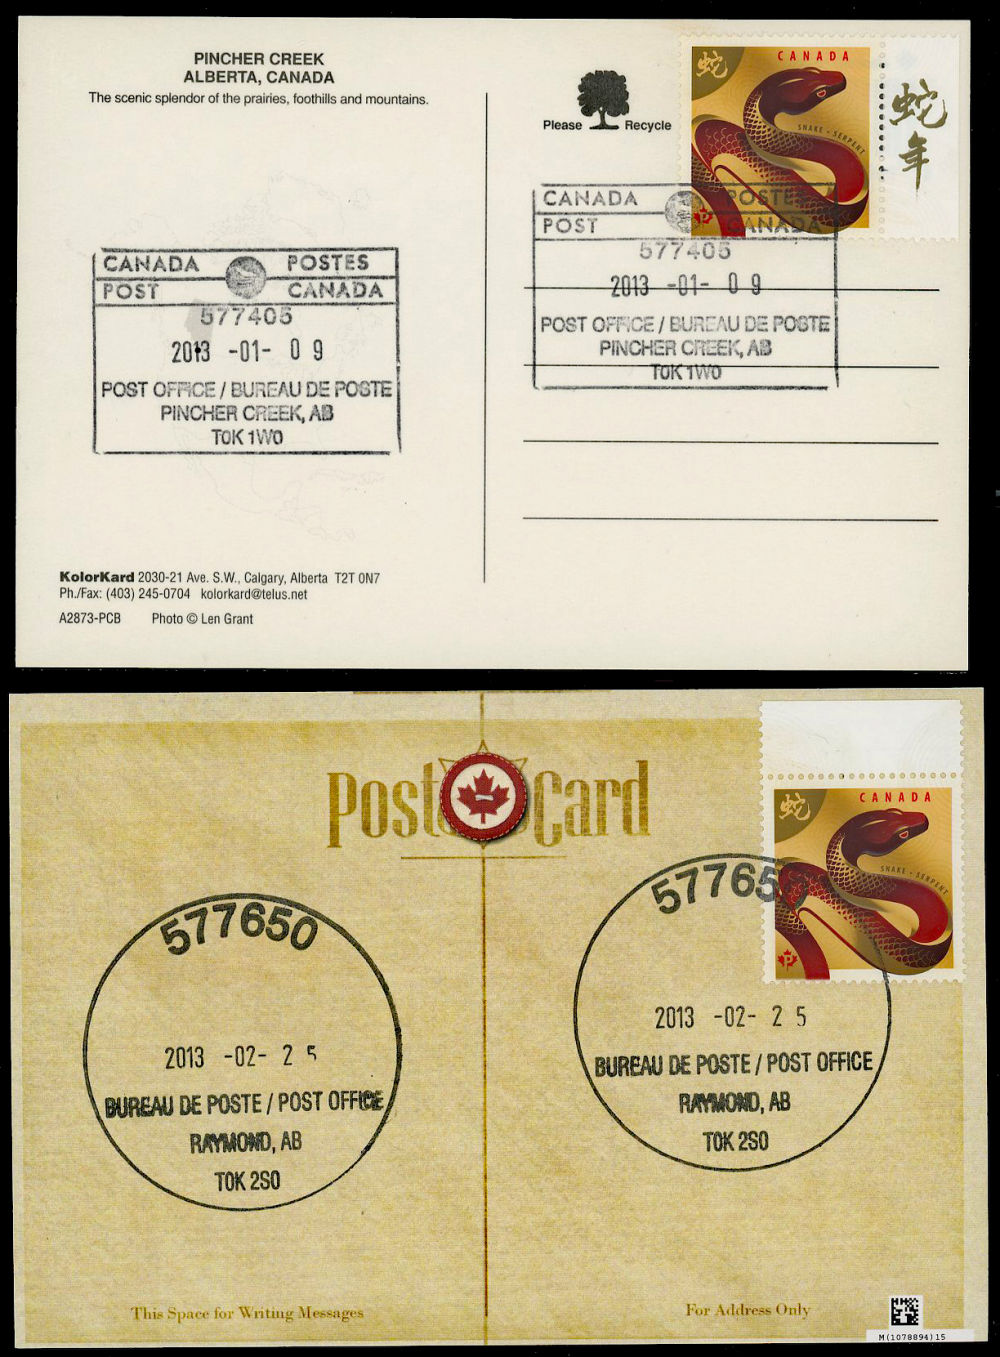 PINCHER CREEK
ALBERTA, CANADA
The scenic splendor of the prairies, foothills and mountains.
Please Recycle
蛇
CANADA
SNAKE - SERPENT
P
蛇年
CANADA POSTES
POST CANADA
577405
2013 -01- 09
POST OFFICE / BUREAU DE POSTE
PINCHER CREEK, AB
T0K 1W0
CANADA POSTES
POST CANADA
577405
2013 -01- 09
POST OFFICE / BUREAU DE POSTE
PINCHER CREEK, AB
T0K 1W0
KolorKard 2030-21 Ave. S.W., Calgary, Alberta T2T 0N7
Ph./Fax: (403) 245-0704 kolorkard@telus.net
A2873-PCB Photo © Len Grant
PostCard
蛇
CANADA
SNAKE - SERPENT
P
577650
2013 -02- 25
BUREAU DE POSTE / POST OFFICE
RAYMOND, AB
T0K 2S0
57765
2013 -02- 25
BUREAU DE POSTE / POST OFFICE
RAYMOND, AB
T0K 2S0
This Space for Writing Messages
For Address Only
M(1078894)15